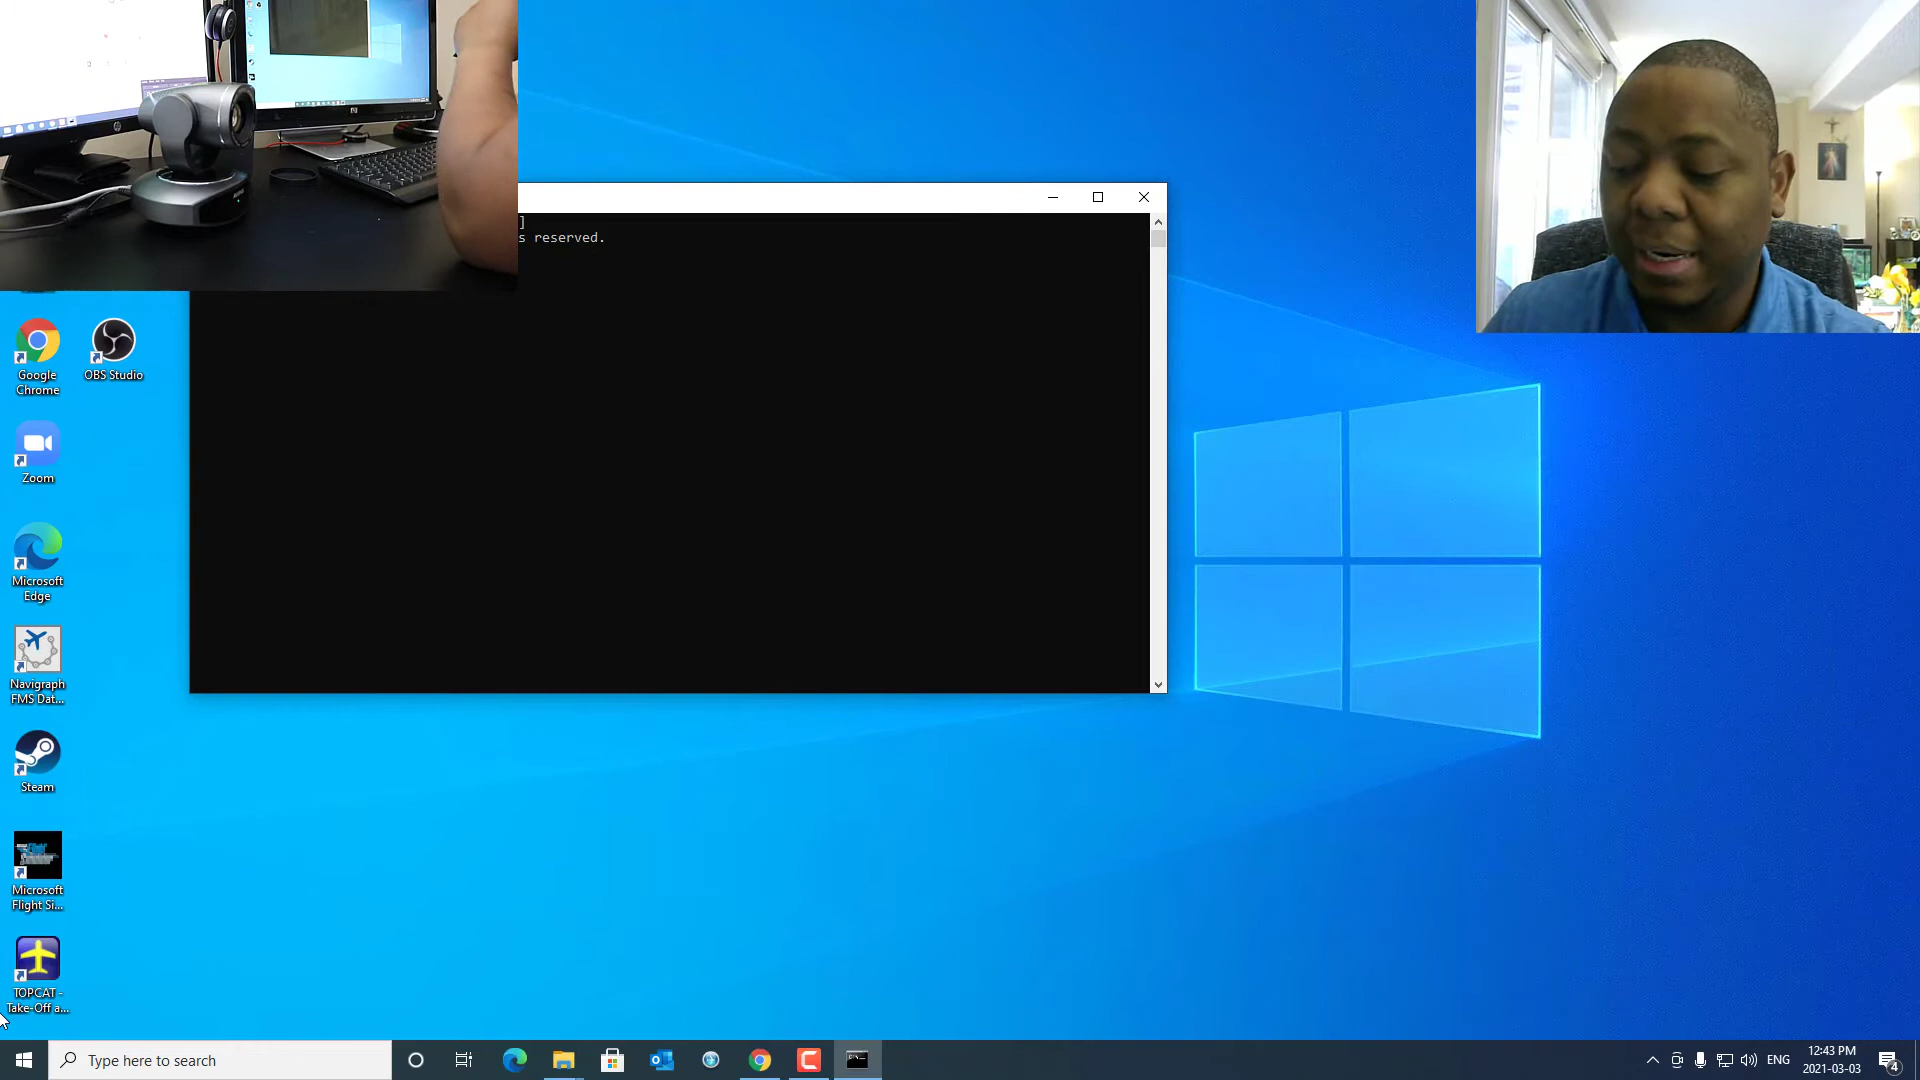 ]
s reserved.
Google
Chrome
OBS Studio
Zoom
Microsoft
Edge
Navigraph
FMS Dat...
Steam
Microsoft
Flight Si...
TOPCAT -
Take-Off a...
Type here to search
ENG
12:43 PM
2021-03-03
4